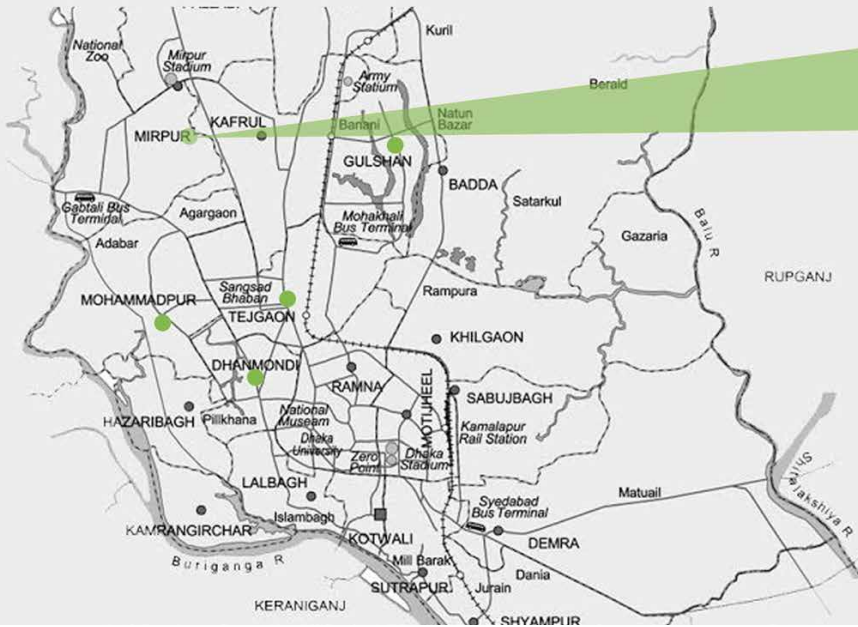 Kuril
National
Zoo
Mirpur
Stadium
Army
Statium
Beraid
MIRPUR
KAFRUL
Banani
Natun
Bazar
GULSHAN
BADDA
Gabtali Bus
Terminal
Agargaon
Mohakhali
Bus Terminal
Satarkul
Adabar
Gazaria
Balu R
RUPGANJ
MOHAMMADPUR
Sangsad
Bhaban
TEJGAON
Rampura
DHANMONDI
KHILGAON
RAMNA
MOTIJHEEL
SABUJBAGH
HAZARIBAGH
Pilkhana
National
Museam
Dhaka
University
Zero
Point
Dhaka
Stadium
Kamalapur
Rail Station
LALBAGH
Islambagh
KAMRANGIRCHAR
KOTWALI
Syedabad
Bus Terminal
Matuail
DEMRA
Buriganga R
Mill Barak
SUTRAPUR
Dania
Jurain
KERANIGANJ
SHYAMPUR